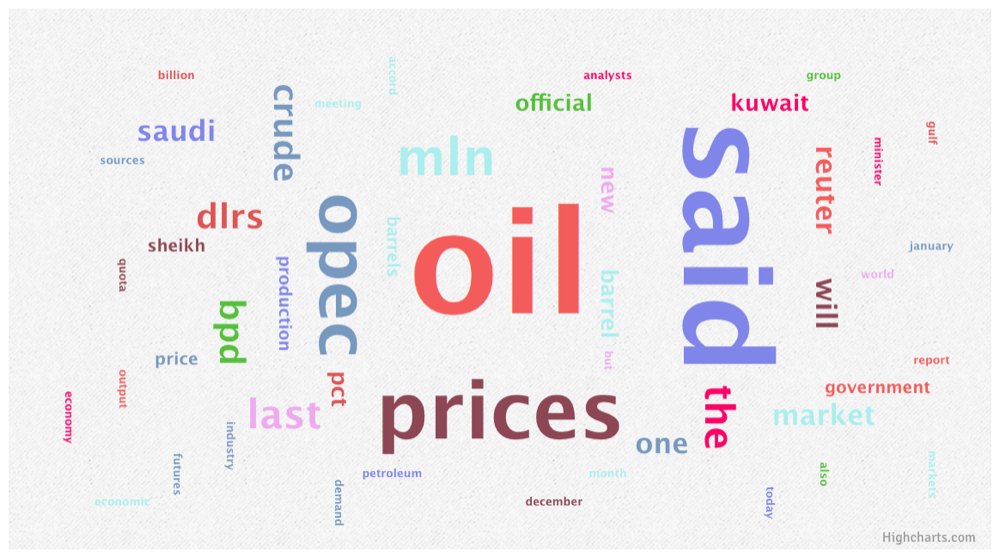 billion
accord
analysts
group
meeting
crude
official
kuwait
saudi
gulf
said
minister
mln
reuter
sources
new
dlrs
opec
oil
sheikh
barrels
january
production
quota
barrel
world
will
bpd
price
but
report
output
pct
prices
the
government
economy
last
market
one
industry
futures
petroleum
month
also
markets
demand
economic
december
today
Highcharts.com